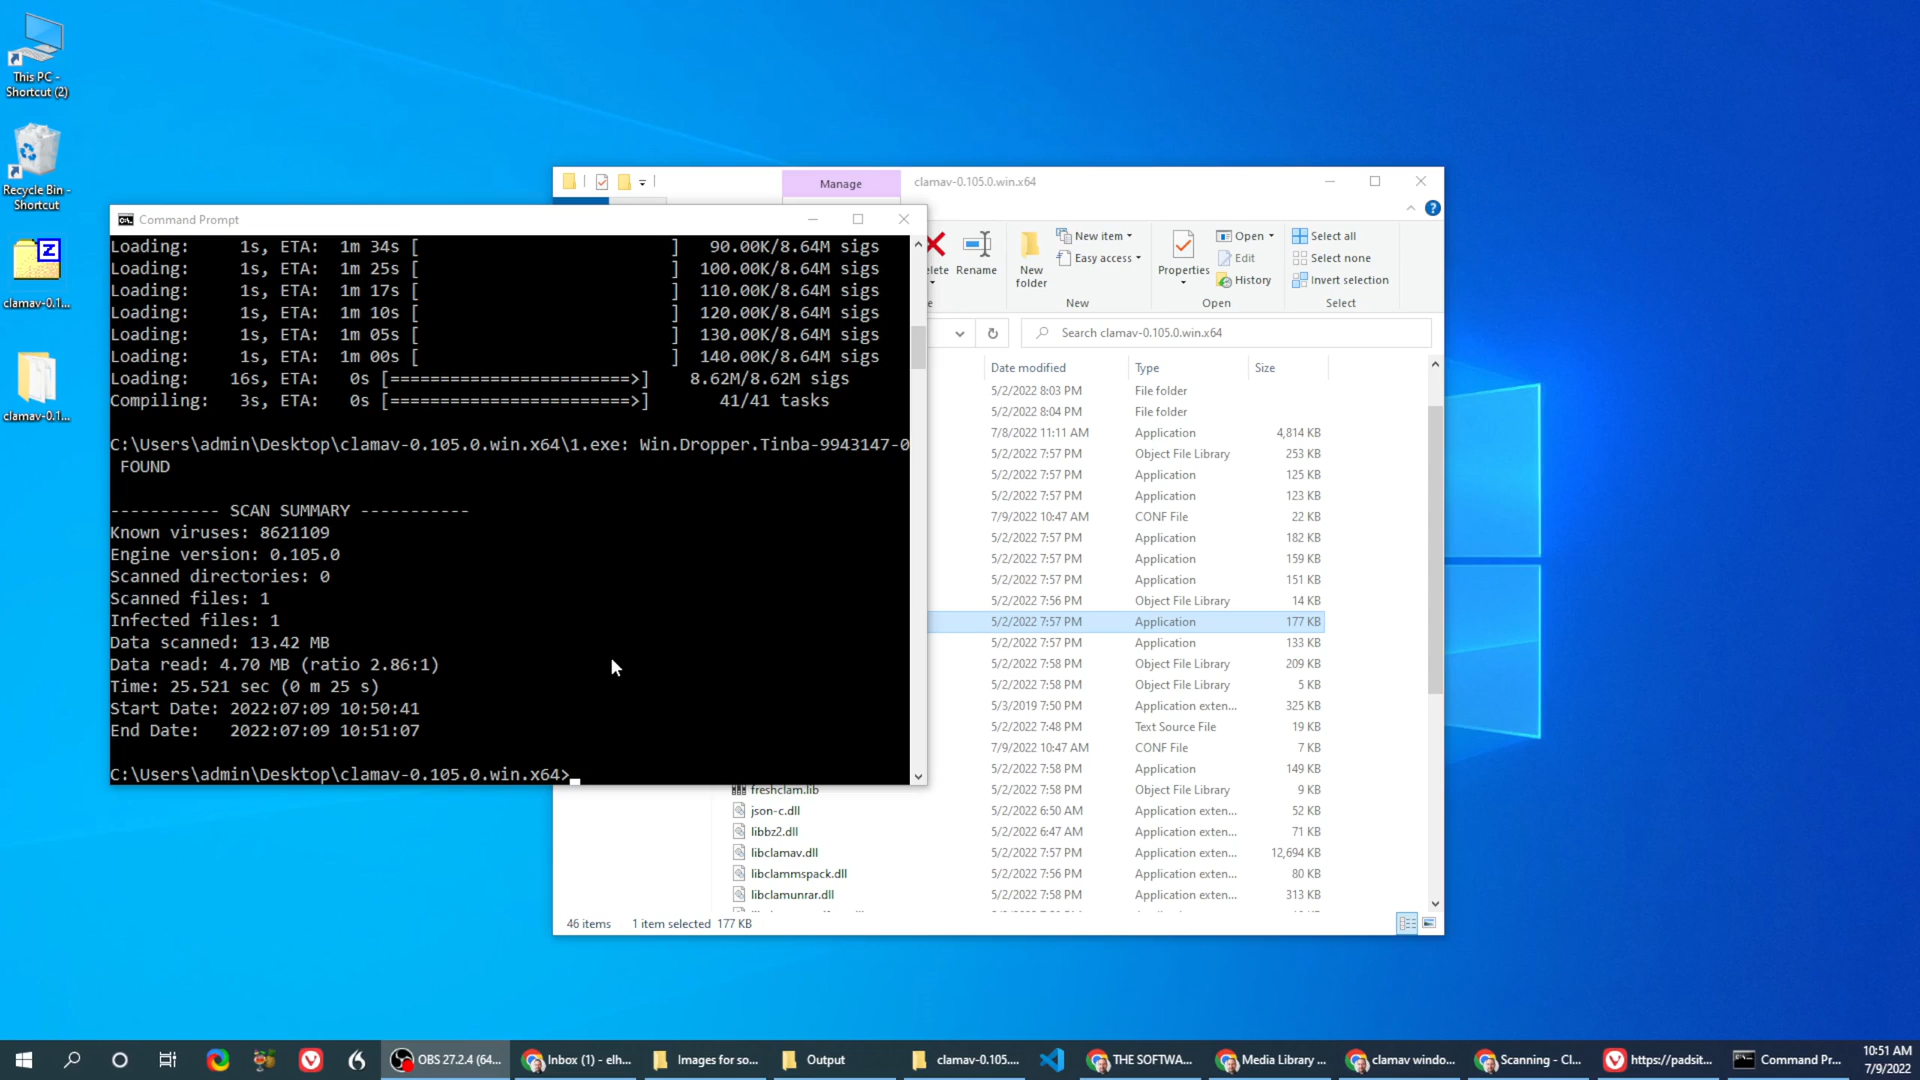 This PC -
Shortcut (2)
Recycle Bin -
Shortcut
clamav-0.1...
clamav-0.1...
Manage
clamav-0.105.0.win.x64
Rename
New
folder
New item
Easy access
New
Properties
Open
Edit
History
Open
Select all
Select none
Invert selection
Select
Search clamav-0.105.0.win.x64
Date modified Type Size
5/2/2022 8:03 PM File folder
5/2/2022 8:04 PM File folder
7/8/2022 11:11 AM Application 4,814 KB
5/2/2022 7:57 PM Object File Library 253 KB
5/2/2022 7:57 PM Application 125 KB
5/2/2022 7:57 PM Application 123 KB
7/9/2022 10:47 AM CONF File 22 KB
5/2/2022 7:57 PM Application 182 KB
5/2/2022 7:57 PM Application 159 KB
5/2/2022 7:57 PM Application 151 KB
5/2/2022 7:56 PM Object File Library 14 KB
5/2/2022 7:57 PM Application 177 KB
5/2/2022 7:57 PM Application 133 KB
5/2/2022 7:58 PM Object File Library 209 KB
5/2/2022 7:58 PM Object File Library 5 KB
5/3/2019 7:50 PM Application exten... 325 KB
5/2/2022 7:48 PM Text Source File 19 KB
7/9/2022 10:47 AM CONF File 7 KB
5/2/2022 7:58 PM Application 149 KB
freshclam.lib 5/2/2022 7:58 PM Object File Library 9 KB
json-c.dll 5/2/2022 6:50 AM Application exten... 52 KB
libbz2.dll 5/2/2022 6:47 AM Application exten... 71 KB
libclamav.dll 5/2/2022 7:57 PM Application exten... 12,694 KB
libclammspack.dll 5/2/2022 7:56 PM Application exten... 80 KB
libclamunrar.dll 5/2/2022 7:58 PM Application exten... 313 KB
46 items 1 item selected 177 KB
Command Prompt
Loading: 1s, ETA: 1m 34s [ ] 90.00K/8.64M sigs
Loading: 1s, ETA: 1m 25s [ ] 100.00K/8.64M sigs
Loading: 1s, ETA: 1m 17s [ ] 110.00K/8.64M sigs
Loading: 1s, ETA: 1m 10s [ ] 120.00K/8.64M sigs
Loading: 1s, ETA: 1m 05s [ ] 130.00K/8.64M sigs
Loading: 1s, ETA: 1m 00s [ ] 140.00K/8.64M sigs
Loading: 16s, ETA: 0s [========================>] 8.62M/8.62M sigs
Compiling: 3s, ETA: 0s [========================>] 41/41 tasks
C:\Users\admin\Desktop\clamav-0.105.0.win.x64\1.exe: Win.Dropper.Tinba-9943147-0
FOUND
----------- SCAN SUMMARY -----------
Known viruses: 8621109
Engine version: 0.105.0
Scanned directories: 0
Scanned files: 1
Infected files: 1
Data scanned: 13.42 MB
Data read: 4.70 MB (ratio 2.86:1)
Time: 25.521 sec (0 m 25 s)
Start Date: 2022:07:09 10:50:41
End Date: 2022:07:09 10:51:07
C:\Users\admin\Desktop\clamav-0.105.0.win.x64>
OBS 27.2.4 (64... Inbox (1) - elh... Images for so... Output clamav-0.105.... THE SOFTWA... Media Library ... clamav windo... Scanning - Cl... https://padsit... Command Pr... 10:51 AM
7/9/2022